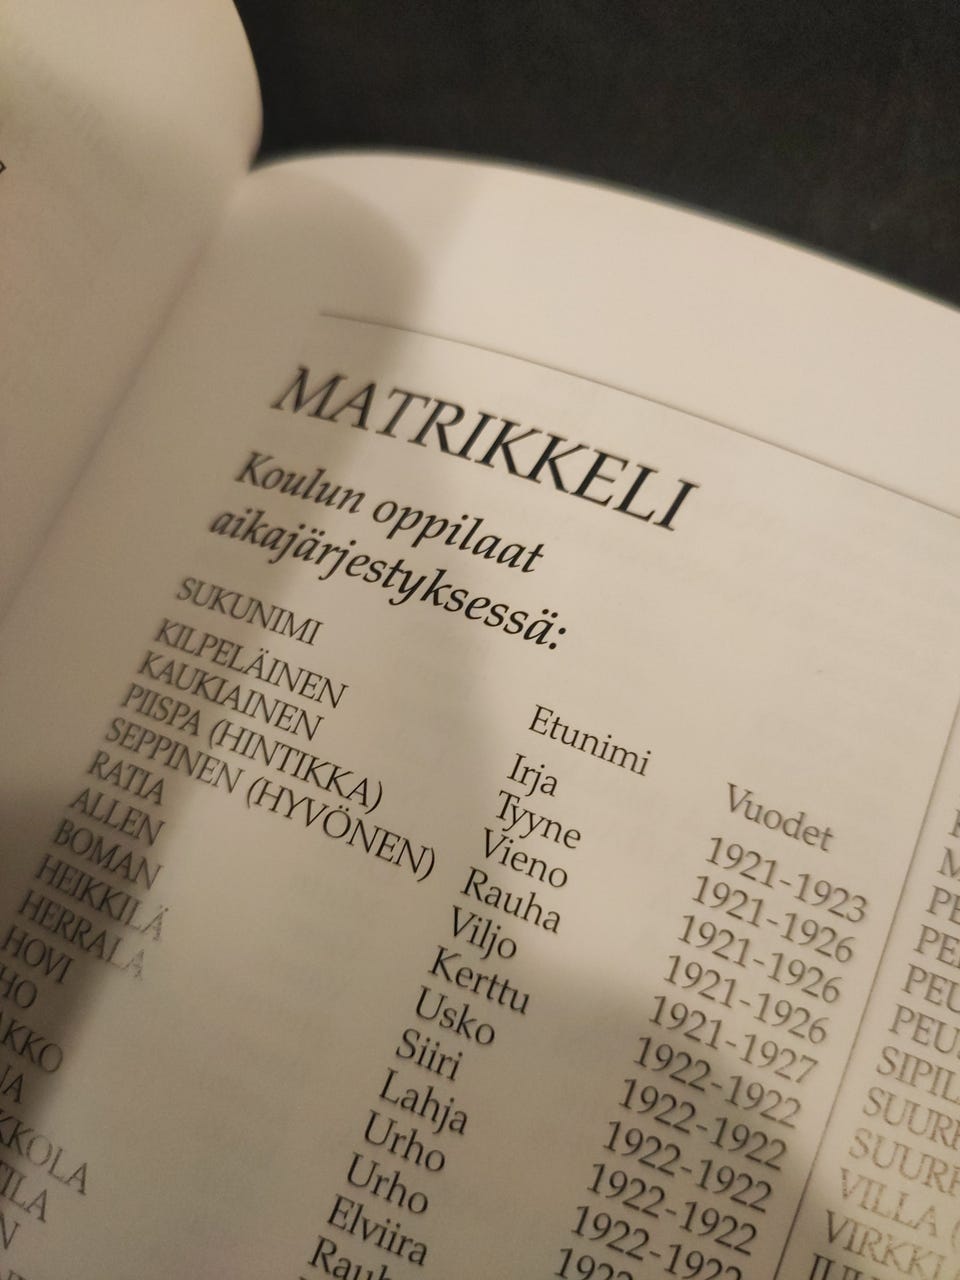 MATRIKKELI
Koulun oppilaat
aikajärjestyksessä:
SUKUNIMI Etunimi Vuodet
KILPELÄINEN Irja 1921-1923
KAUKIAINEN Tyyne 1921-1926
PIISPA (HINTIKKA) Vieno 1921-1926
SEPPINEN (HYVÖNEN) Rauha 1921-1926
RATIA Viljo 1921-1927
ALLEN Kerttu 1922-1922
BOMAN Usko 1922-1922
HEIKKILÄ Siiri 1922-1922
HERRALA Lahja 1922-1922
HOVI Urho 1922-1922
Urho
Elviira
VILLA